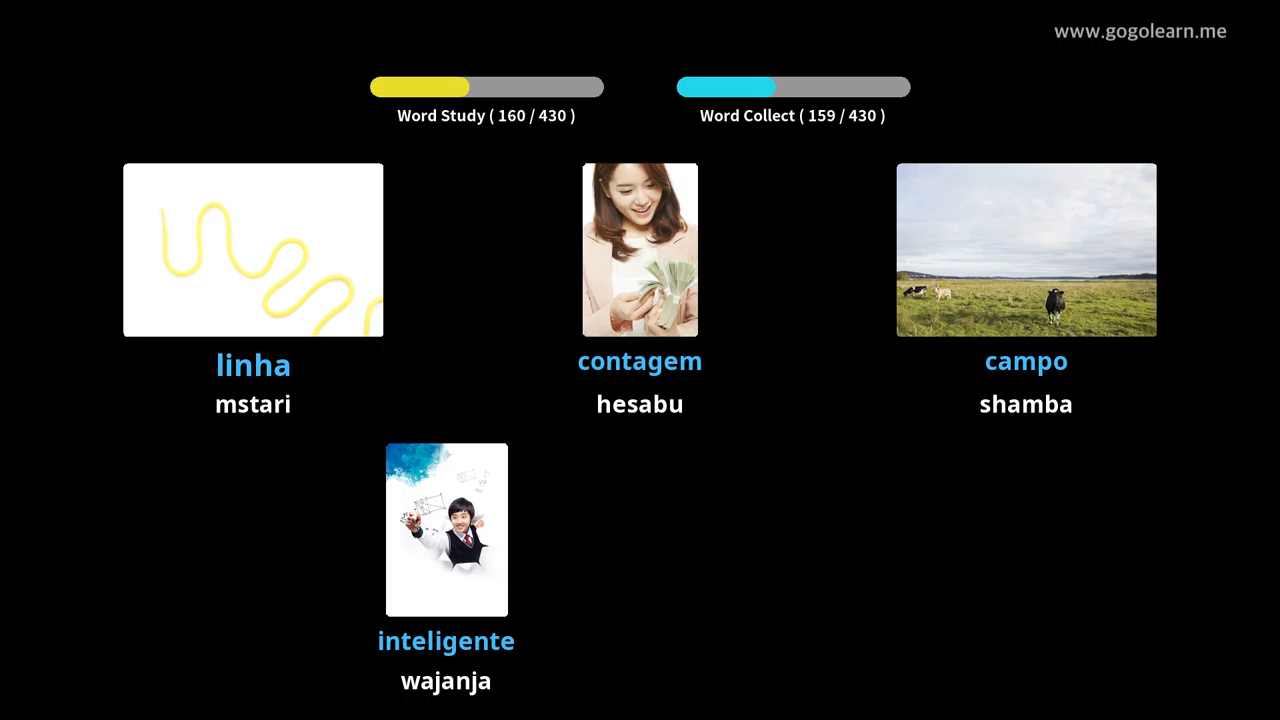 www.gogolearn.me
Word Study ( 160 / 430 )
Word Collect ( 159 / 430 )
linha
contagem
campo
mstari
hesabu
shamba
inteligente
wajanja